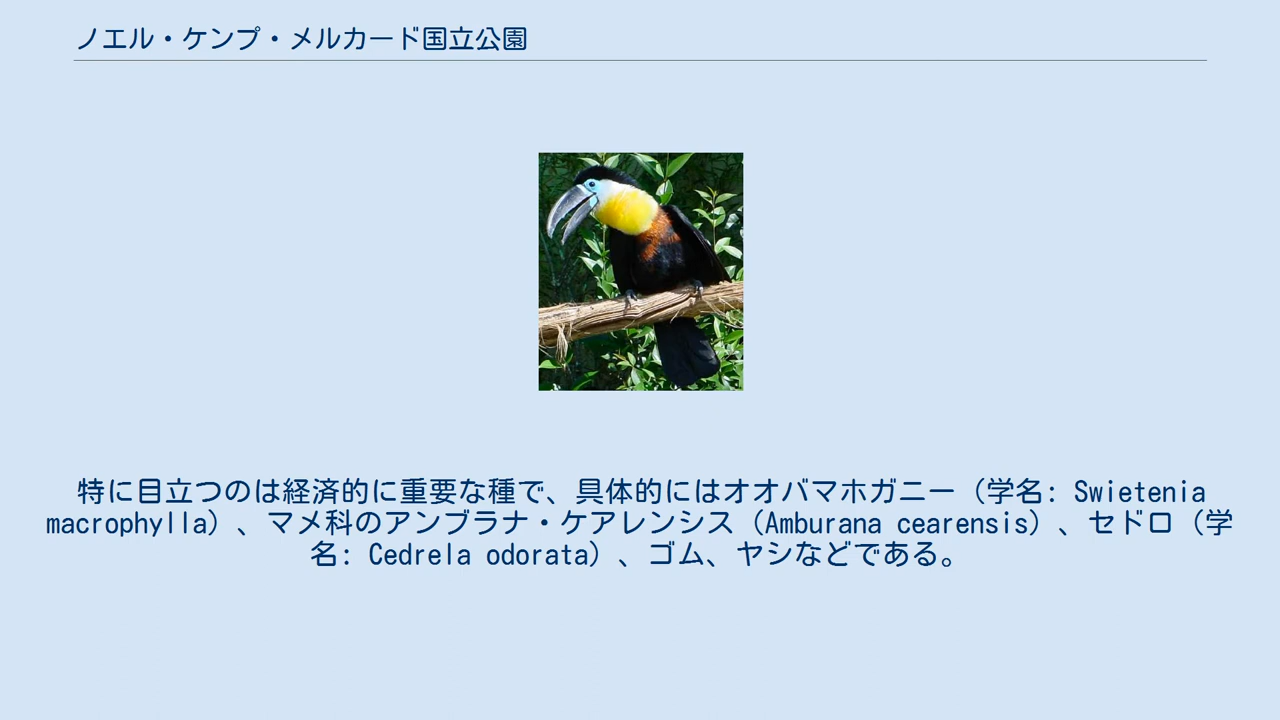 ノエル・ケンプ・メルカード国立公園
特に目立つのは経済的に重要な種で、具体的にはオオバマホガニー（学名: Swietenia
macrophylla）、マメ科のアンブラナ・ケアレンシス（Amburana cearensis）、セドロ（学
名: Cedrela odorata）、ゴム、ヤシなどである。